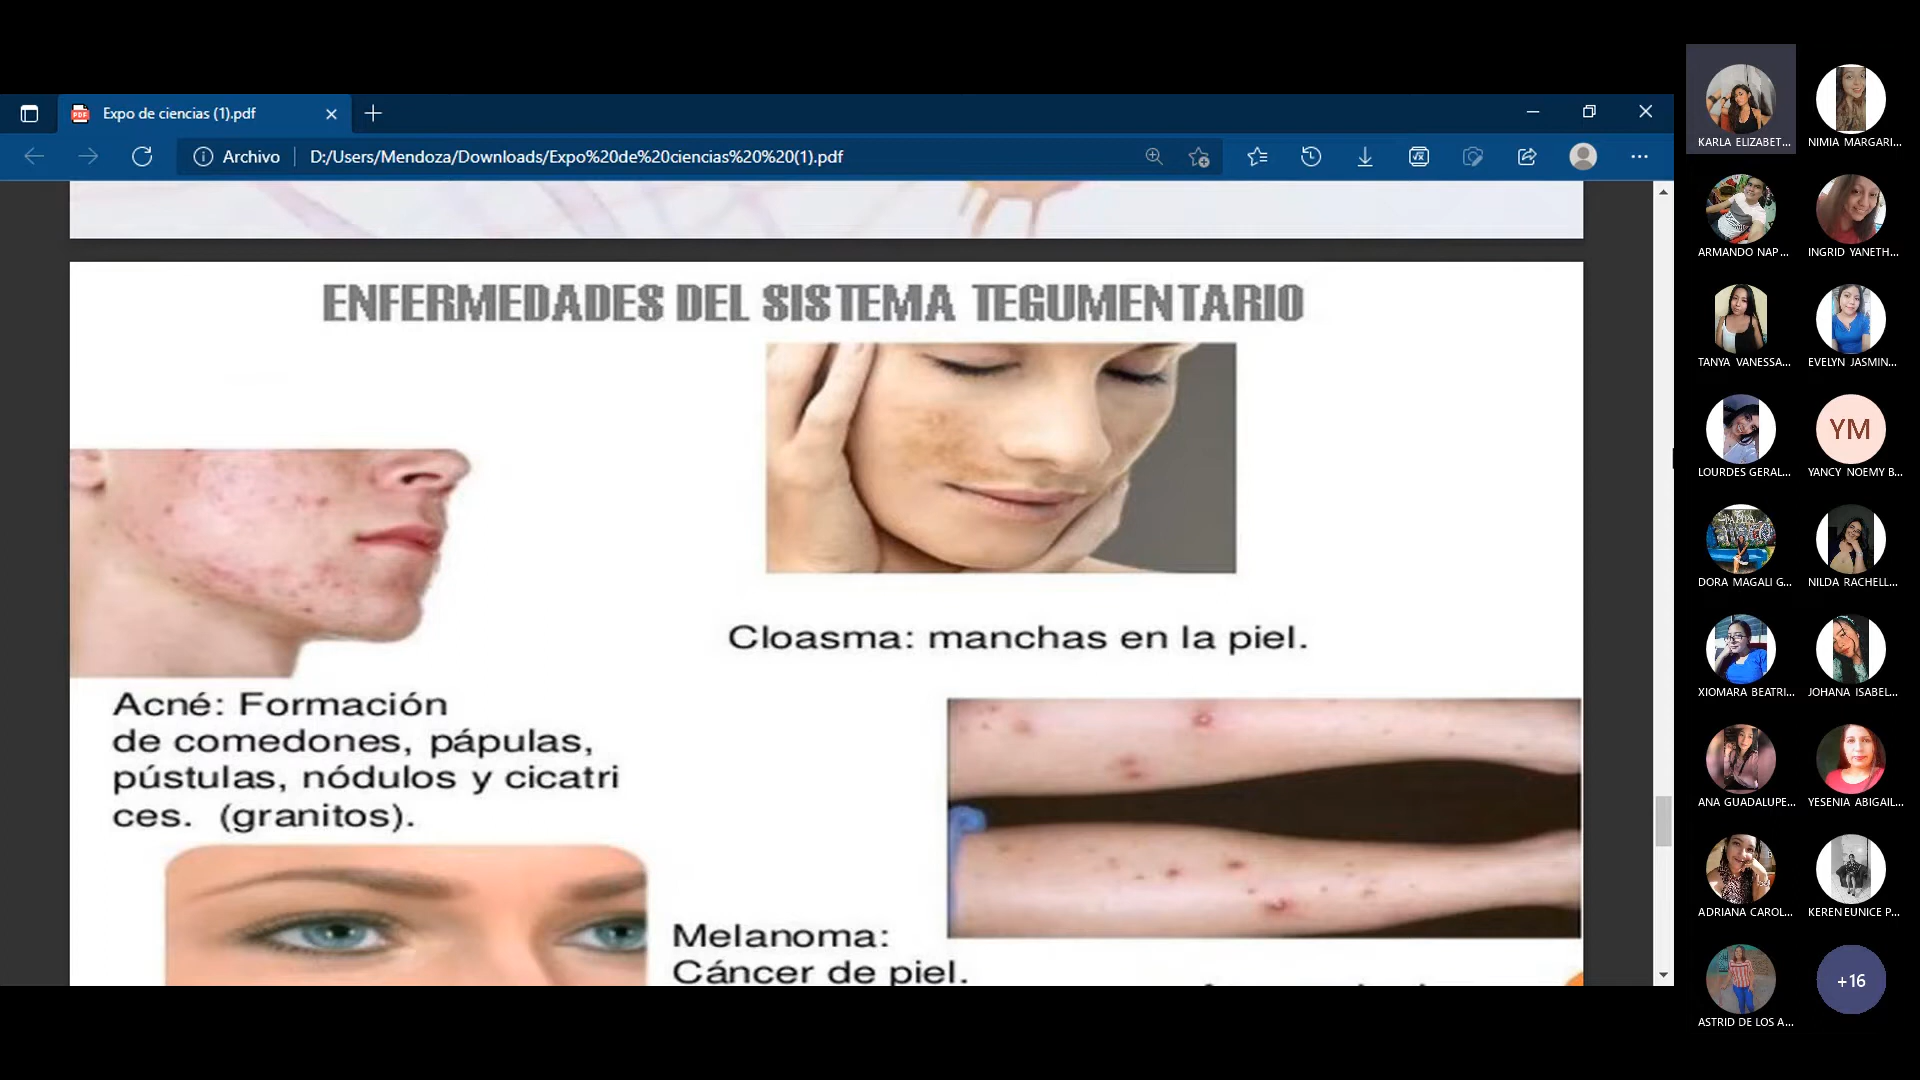 Expo de ciencias (1).pdf
Archivo
D:/Users/Mendoza/Downloads/Expo%20de%20ciencias%20%20(1).pdf
ENFERMEDADES DEL SISTEMA TEGUMENTARIO
Cloasma: manchas en la piel.
Acné: Formación
de comedones, pápulas,
pústulas, nódulos y cicatri
ces. (granitos).
Melanoma:
Cáncer de piel.
KARLA ELIZABET...
NIMIA MARGARI...
ARMANDO NAP...
INGRID YANETH...
TANYA VANESSA...
EVELYN JASMIN...
LOURDES GERAL...
YM
YANCY NOEMY B...
DORA MAGALI G...
NILDA RACHELL...
XIOMARA BEATRI...
JOHANA ISABEL...
ANA GUADALUPE...
YESENIA ABIGAIL...
ADRIANA CAROL...
KEREN EUNICE P...
ASTRID DE LOS A...
+16